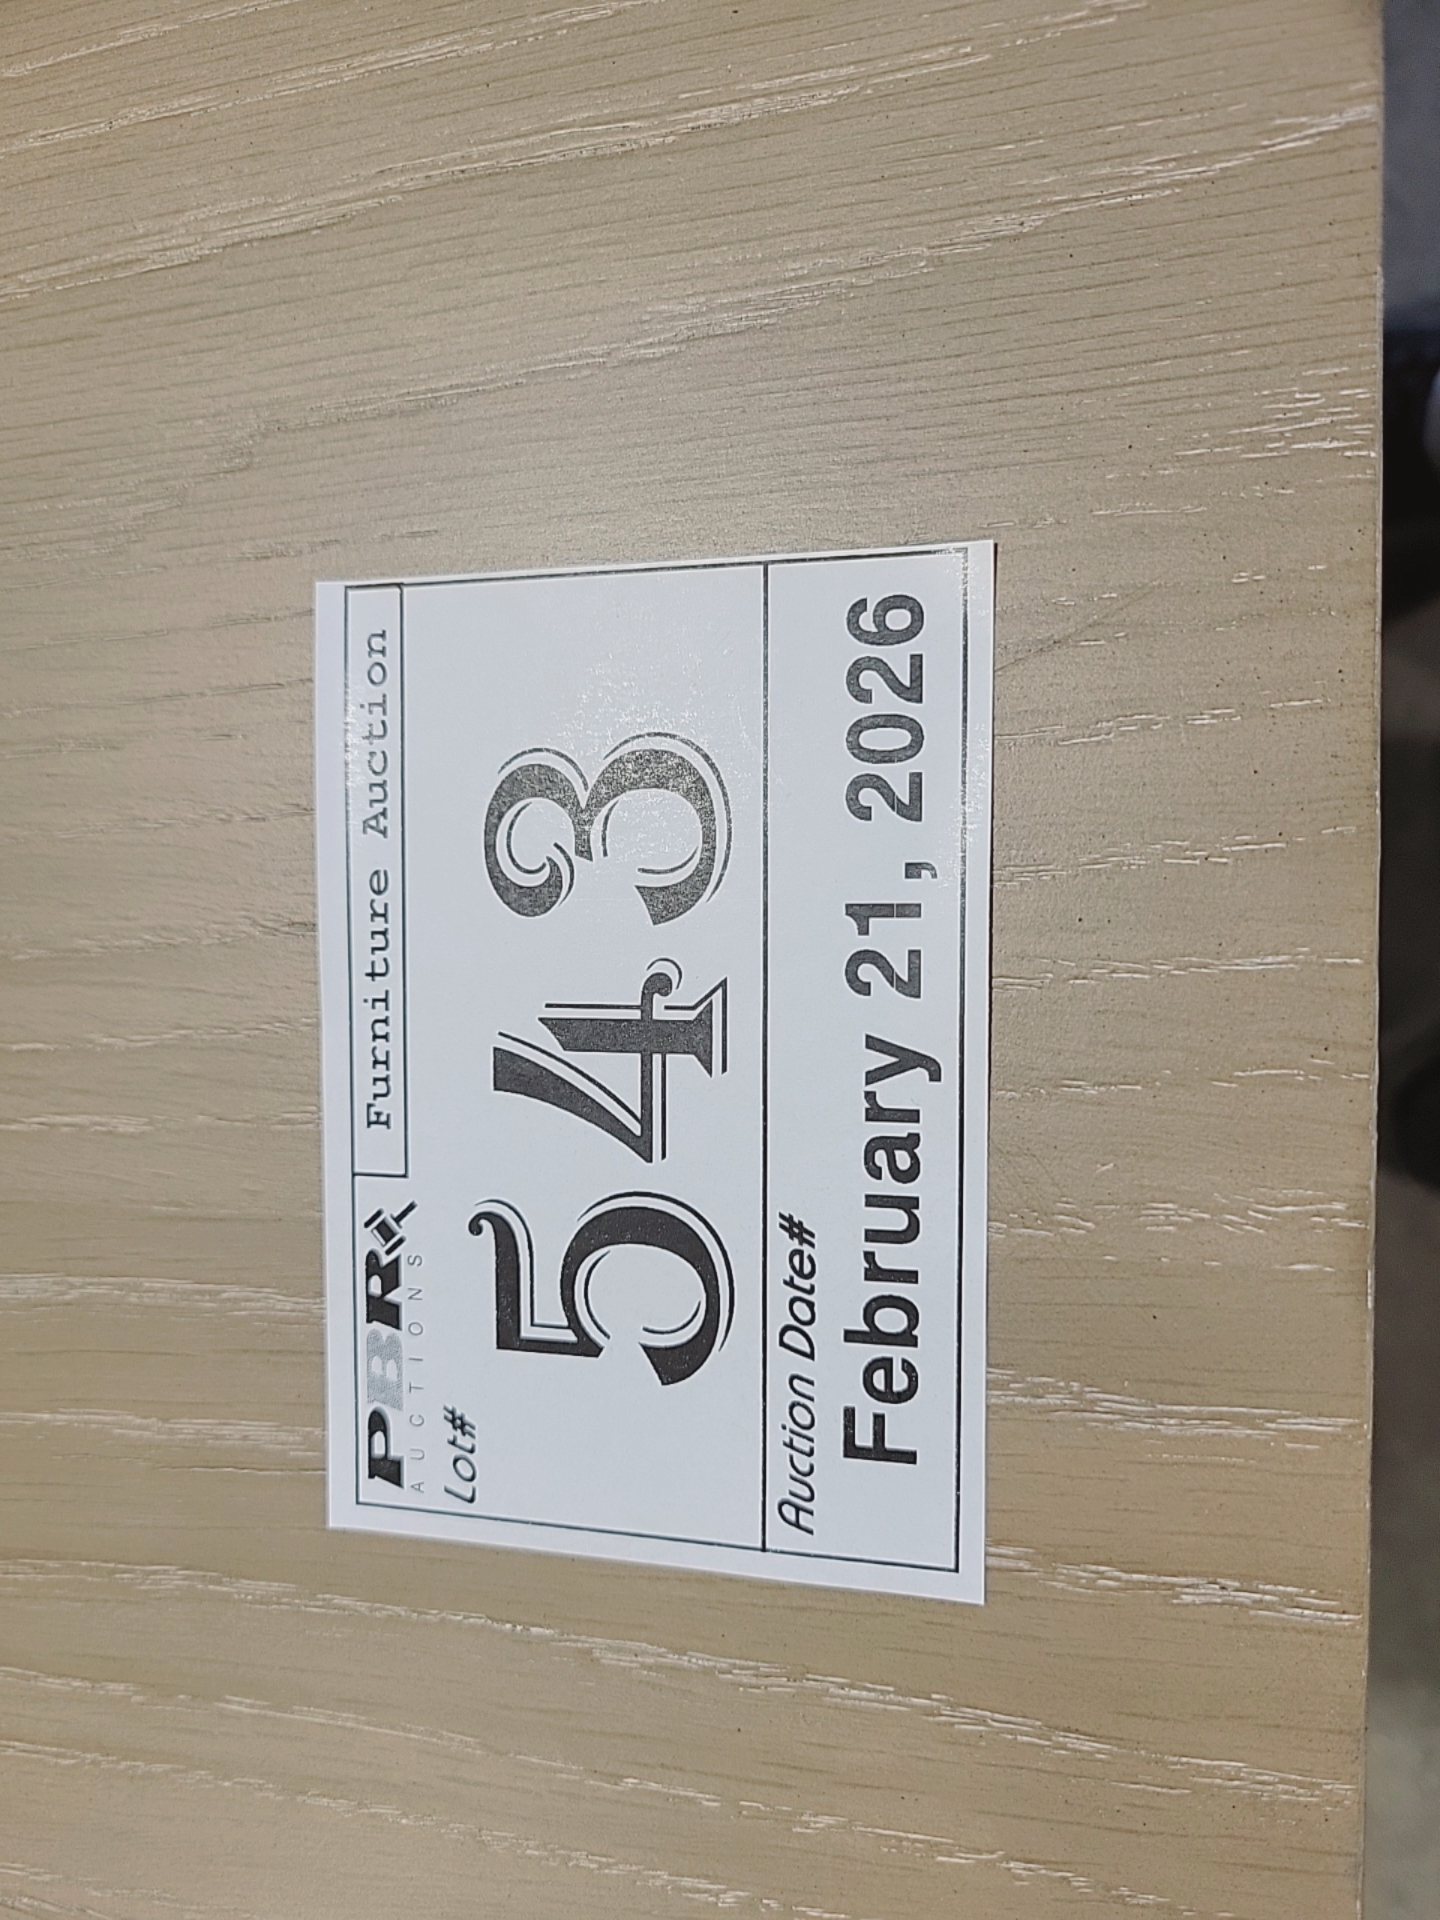 PBR
AUCTIONS
Furniture Auction
Lot#
543
Auction Date#
February 21, 2026